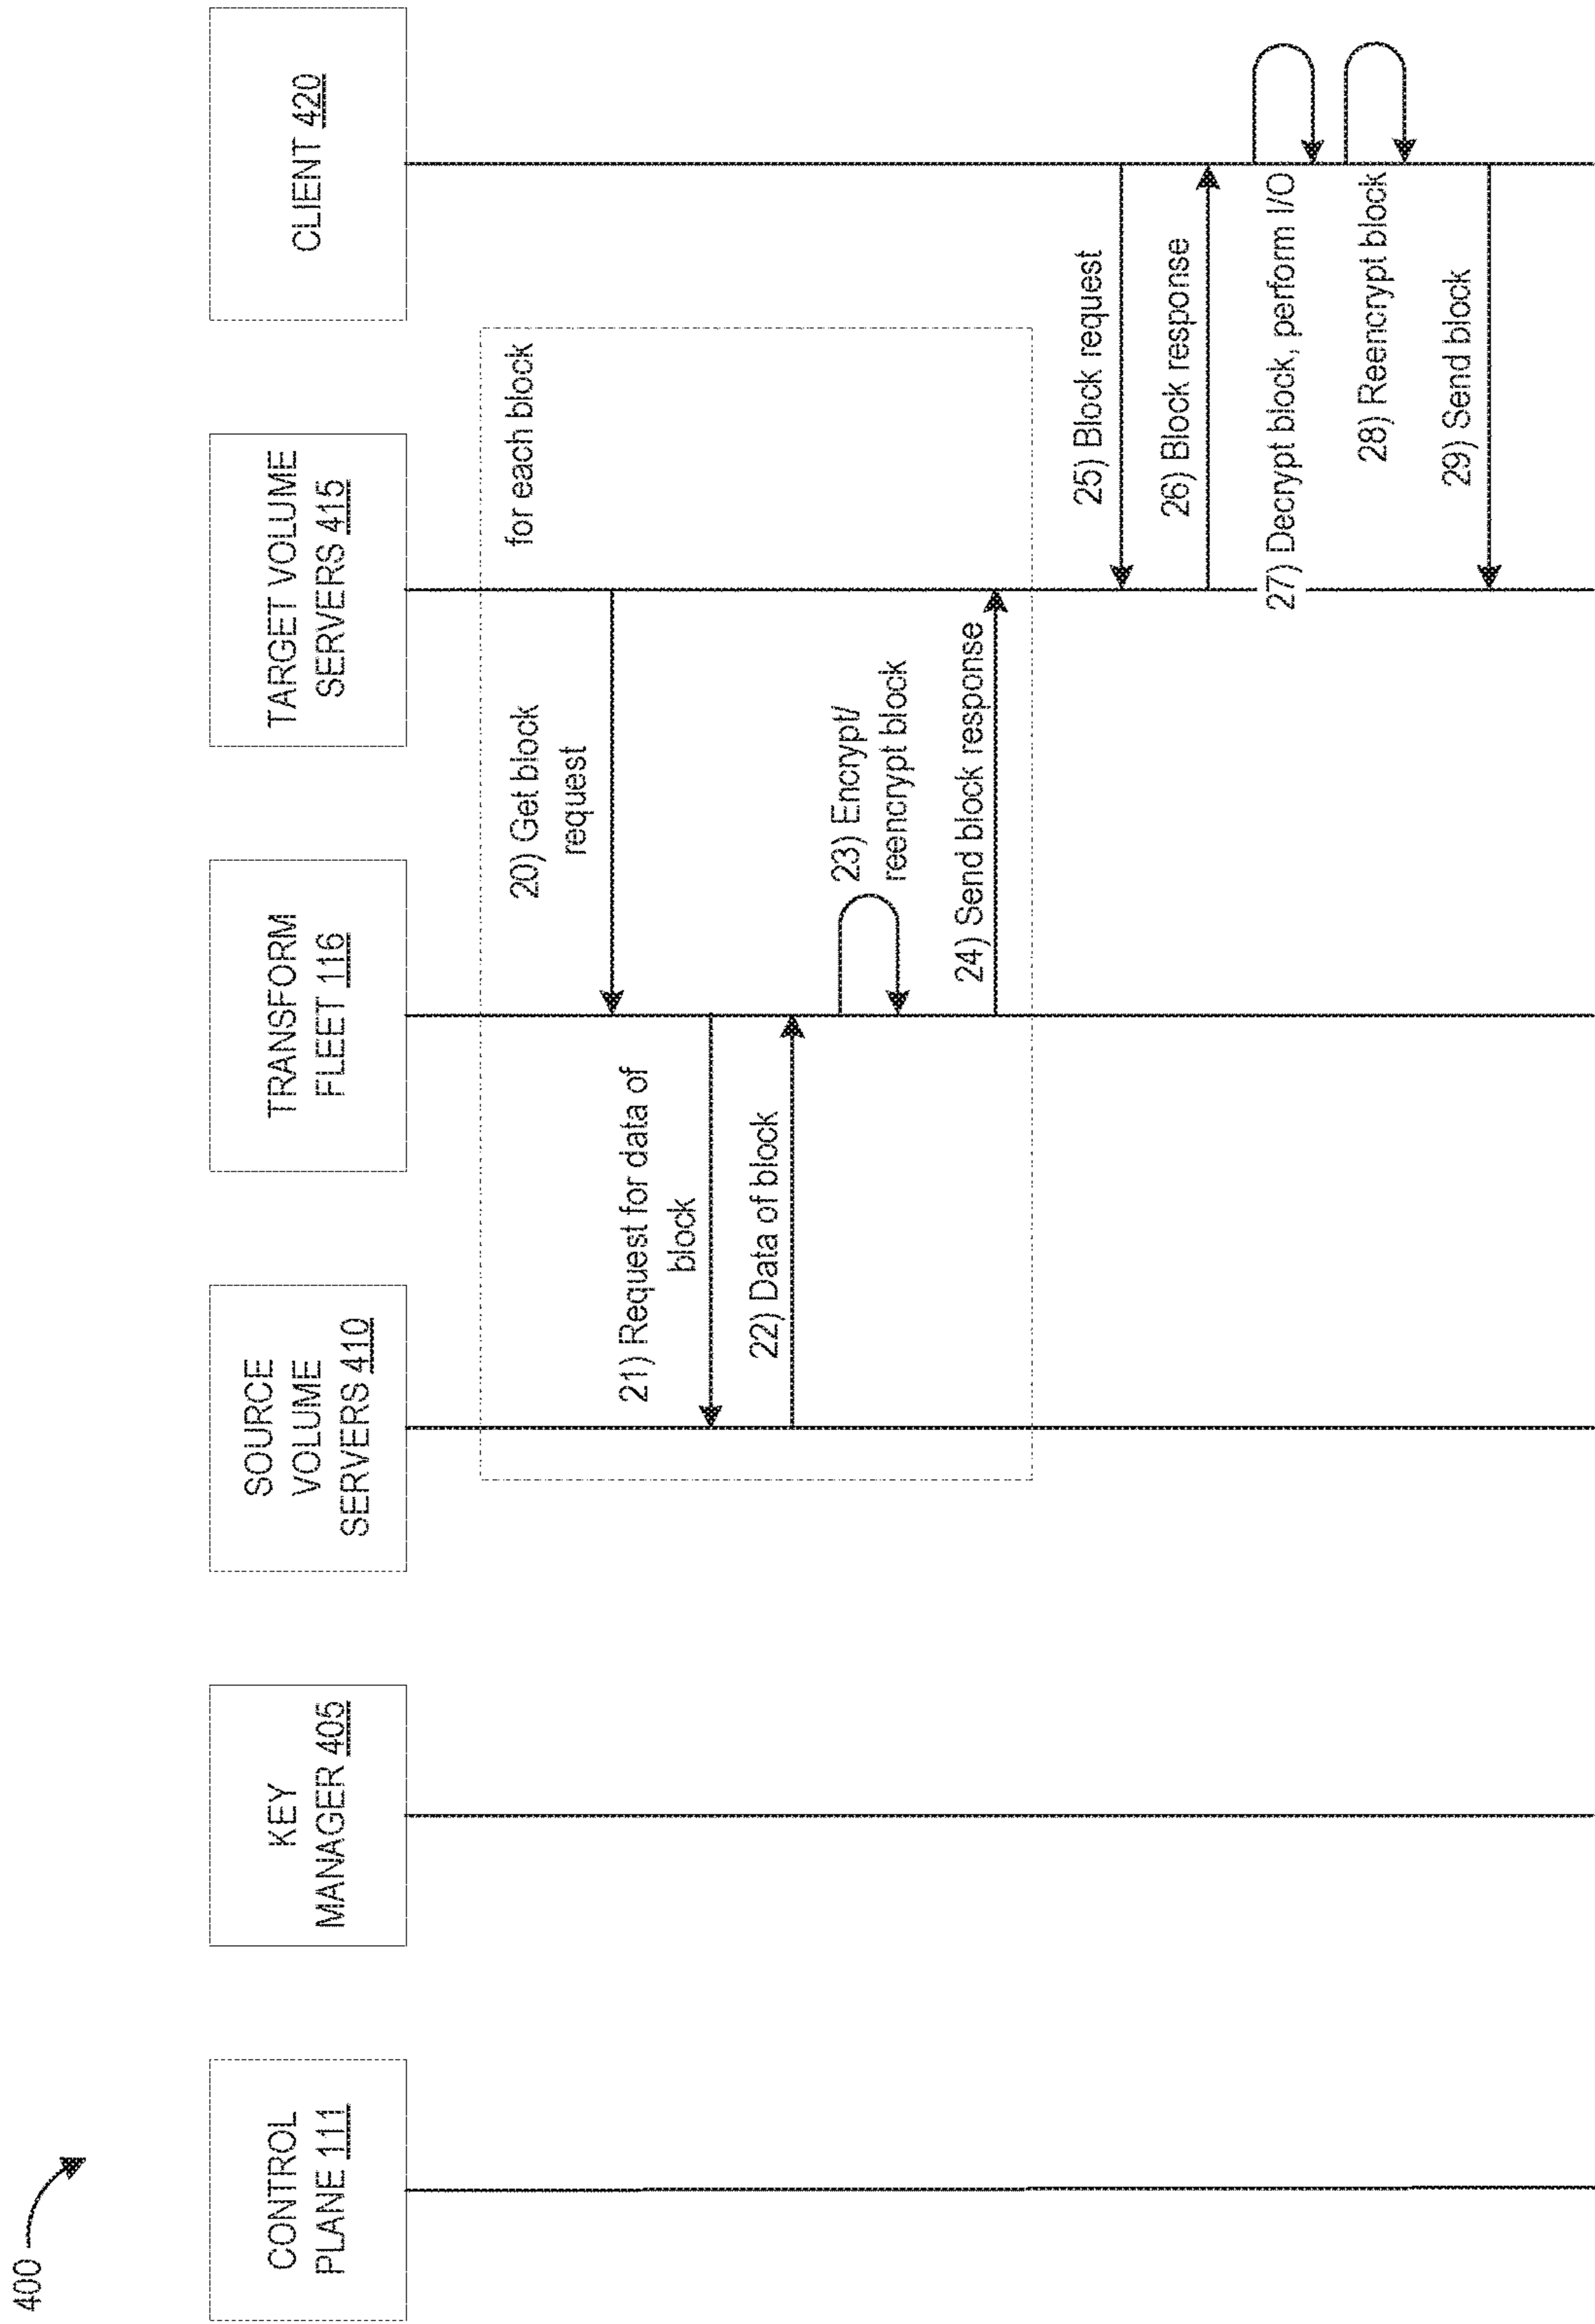 400
CONTROL
PLANE 111
KEY
MANAGER 405
SOURCE
VOLUME
SERVERS 410
TRANSFORM
FLEET 116
TARGET VOLUME
SERVERS 415
CLIENT 420
for each block
20) Get block
request
21) Request for data of
block
22) Data of block
23) Encrypt/
reencrypt block
24) Send block response
25) Block request
26) Block response
27) Decrypt block, perform I/O
28) Reencrypt block
29) Send block